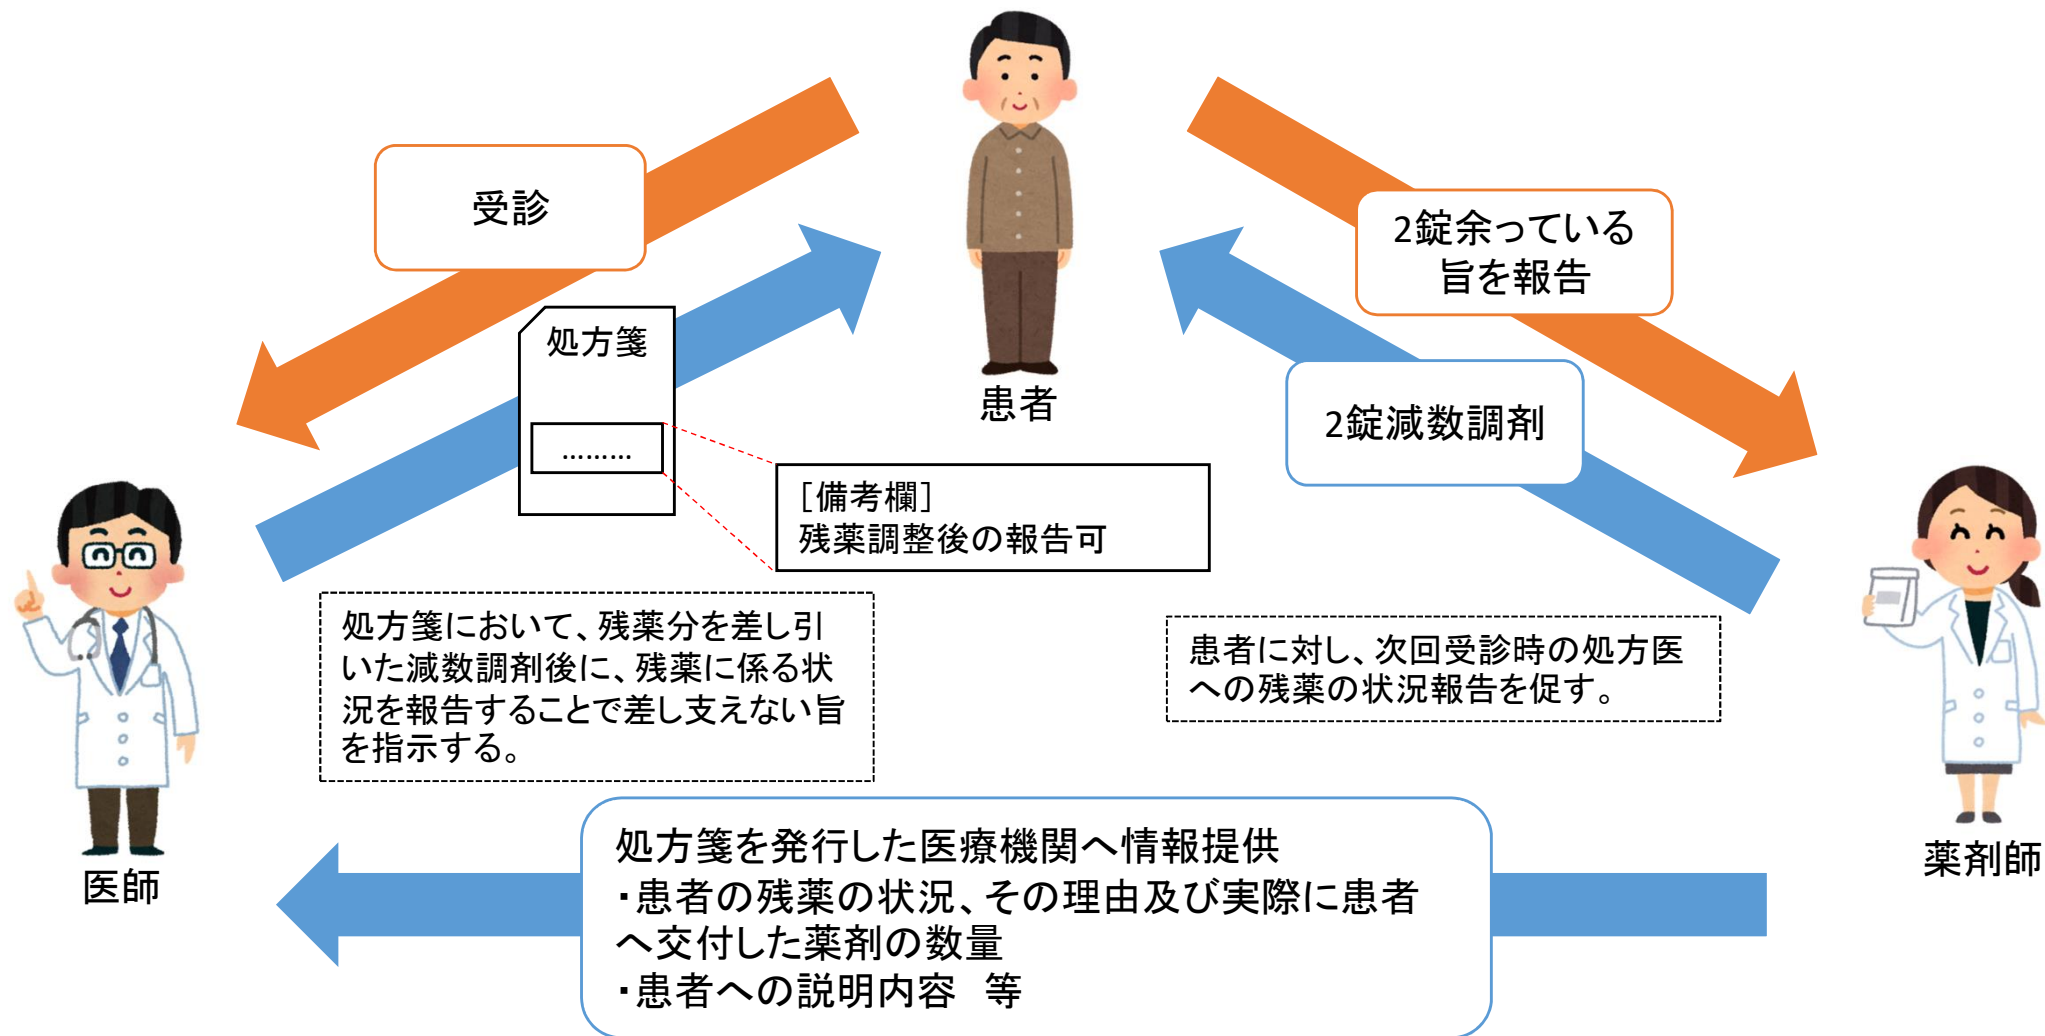 受診
2錠余っている
旨を報告
処方箋
………
患者
2錠減数調剤
［備考欄］
残薬調整後の報告可
処方箋において、残薬分を差し引
いた減数調剤後に、残薬に係る状
況を報告することで差し支えない旨
を指示する。
患者に対し、次回受診時の処方医
への残薬の状況報告を促す。
医師
薬剤師
処方箋を発行した医療機関へ情報提供
・患者の残薬の状況、その理由及び実際に患者
へ交付した薬剤の数量
・患者への説明内容　等